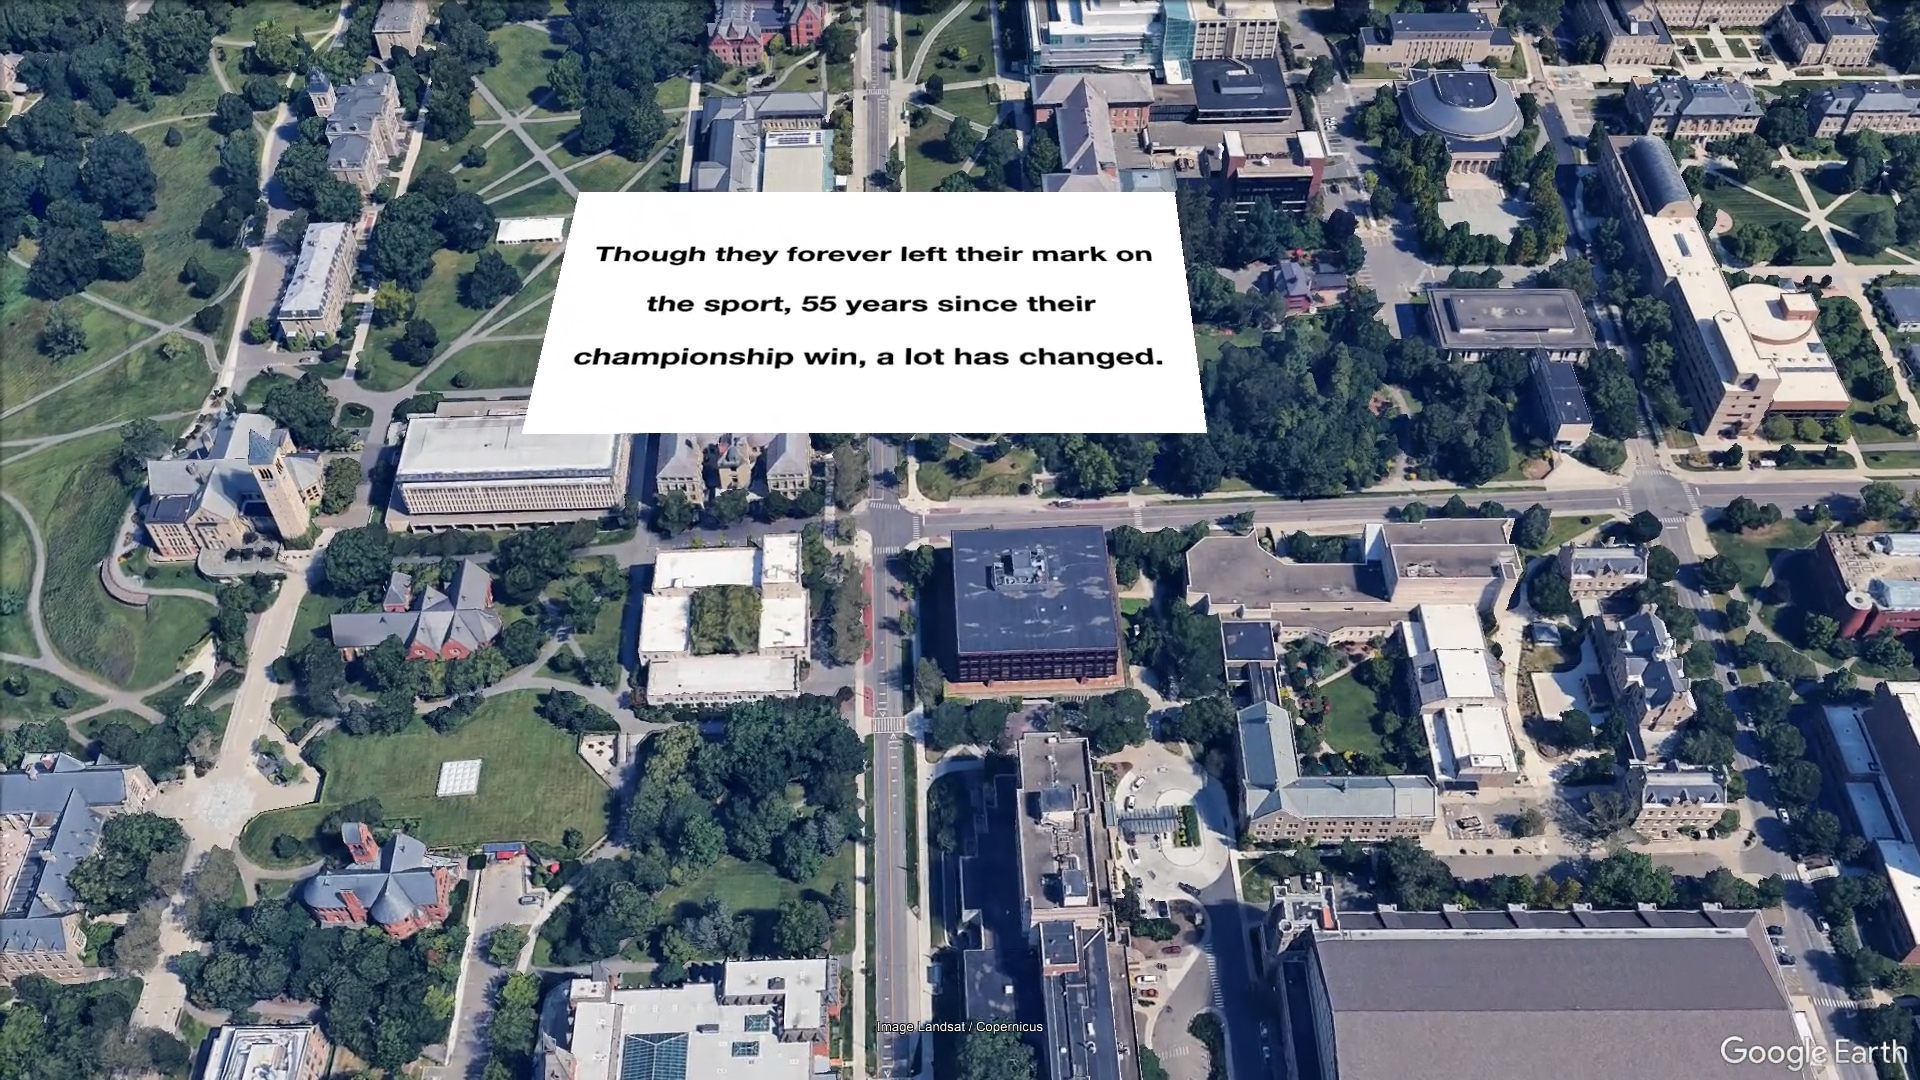 Though they forever left their mark on
the sport, 55 years since their
championship win, a lot has changed.
Image Landsat / Copernicus
Google Earth